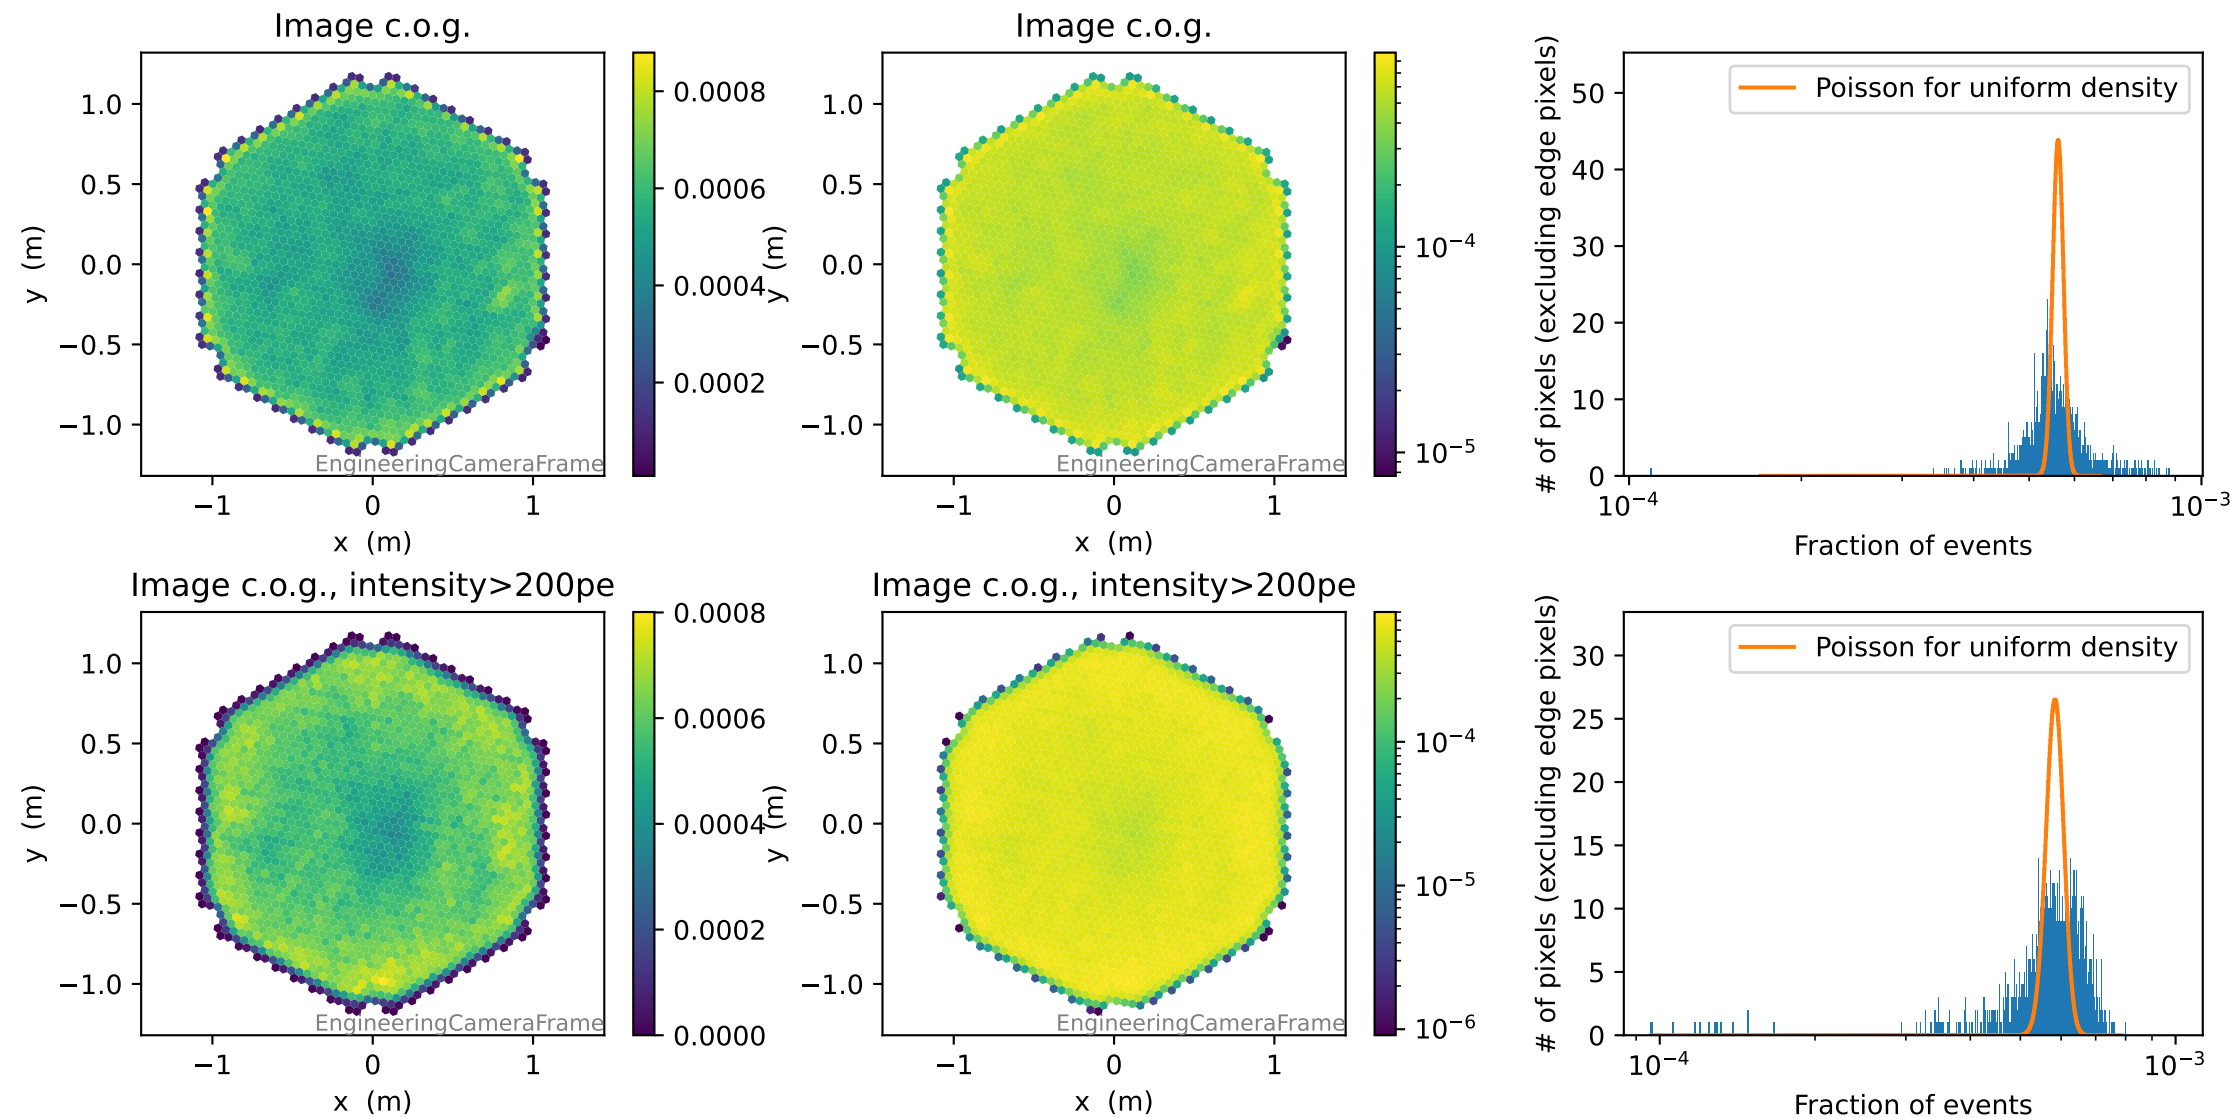 Image c.o.g.
1.0
0.5
0.0
−0.5
−1.0
y (m)
−1
0
1
x (m)
EngineeringCameraFrame
0.0008
0.0006
0.0004
0.0002
Image c.o.g.
1.0
0.5
0.0
−0.5
−1.0
y (m)
−1
0
1
x (m)
EngineeringCameraFrame
10⁻⁴
10⁻⁵
# of pixels (excluding edge pixels)
50
40
30
20
10
0
Poisson for uniform density
10⁻⁴
10⁻³
Fraction of events
Image c.o.g., intensity>200pe
1.0
0.5
0.0
−0.5
−1.0
y (m)
−1
0
1
x (m)
EngineeringCameraFrame
0.0008
0.0006
0.0004
0.0002
0.0000
Image c.o.g., intensity>200pe
1.0
0.5
0.0
−0.5
−1.0
y (m)
−1
0
1
x (m)
EngineeringCameraFrame
10⁻⁴
10⁻⁵
10⁻⁶
# of pixels (excluding edge pixels)
30
25
20
15
10
5
0
Poisson for uniform density
10⁻⁴
10⁻³
Fraction of events